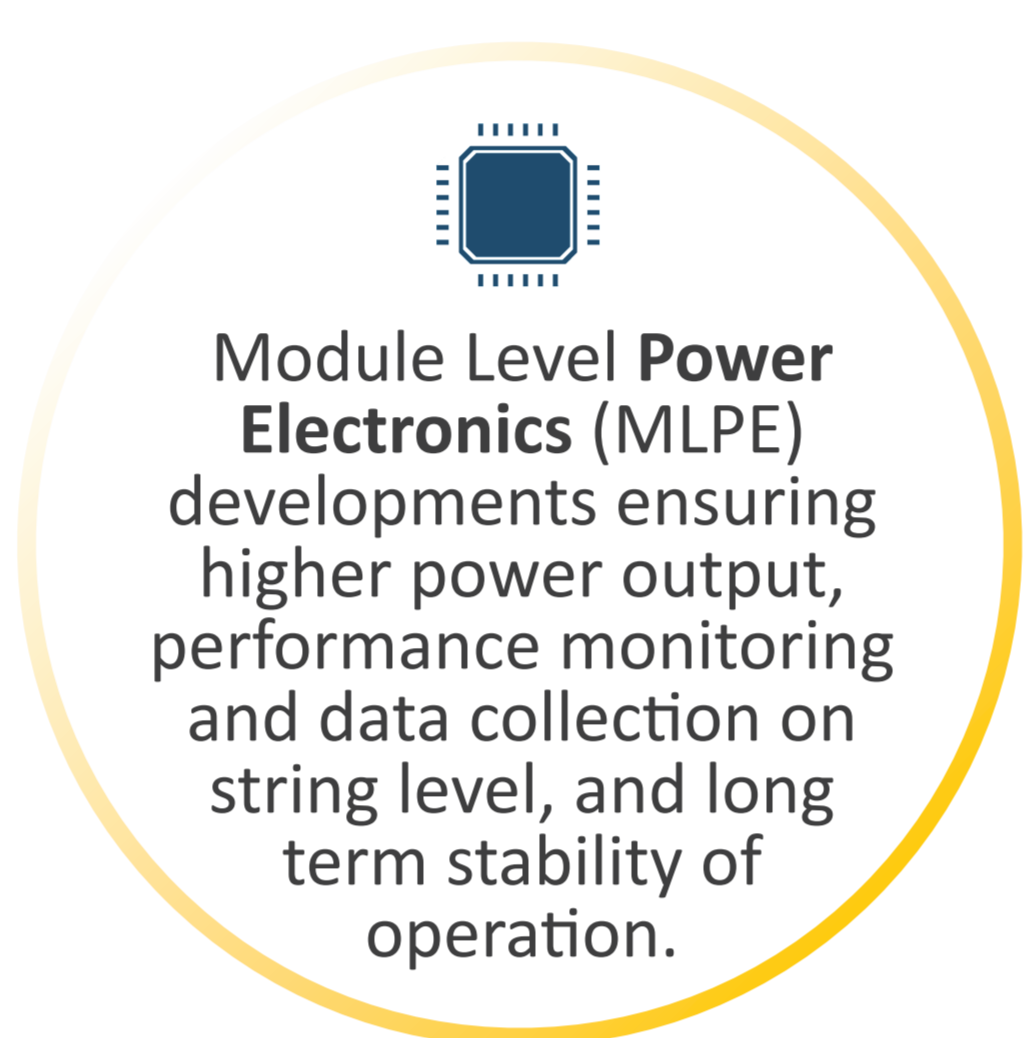 Module Level Power
Electronics (MLPE)
developments ensuring
higher power output,
performance monitoring
and data collection on
string level, and long
term stability of
operation.